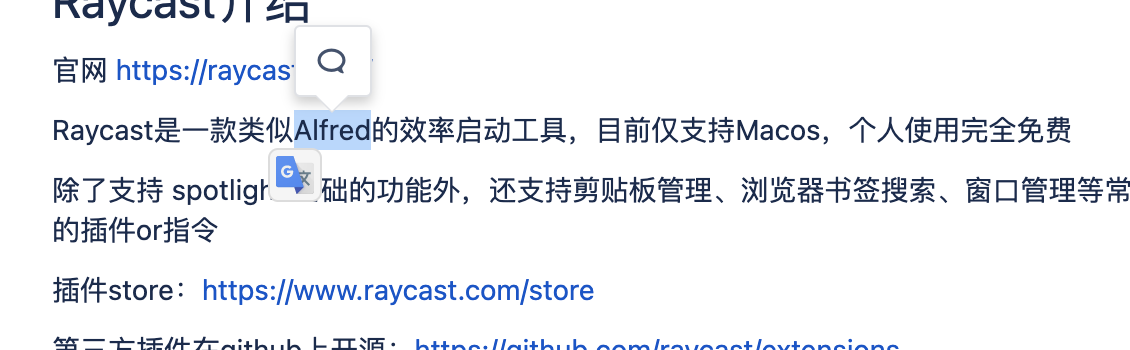 Raycast介绍
官网 https://raycast
Raycast是一款类似Alfred的效率启动工具，目前仅支持Macos，个人使用完全免费
除了支持 spotligh 础的功能外，还支持剪贴板管理、浏览器书签搜索、窗口管理等常
的插件or指令
插件store：https://www.raycast.com/store
第三方插件在github上开源：https://github.com/raycast/extensions